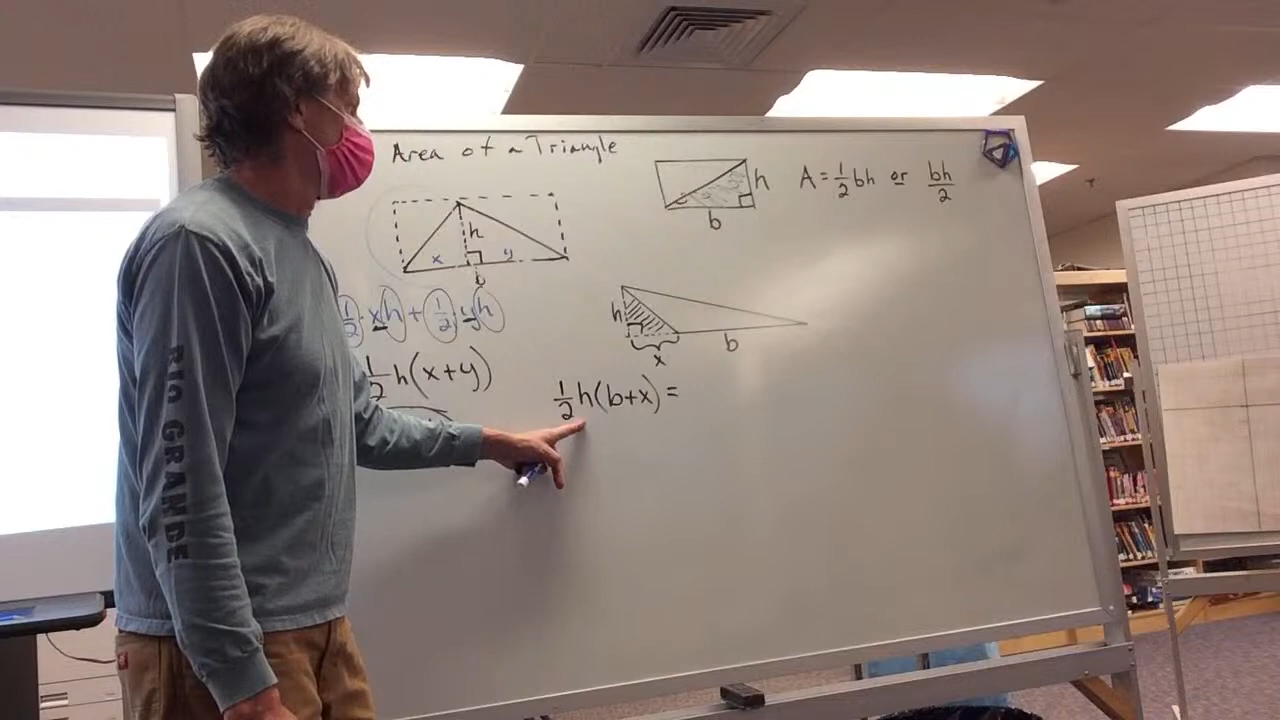 Area of a Triangle
h
x
y
b
1/2 · xh + 1/2 · yh
1/2 h(x+y)
h
b
A = 1/2 bh or bh/2
h
x
b
1/2 h(b+x) =
RIO GRANDE